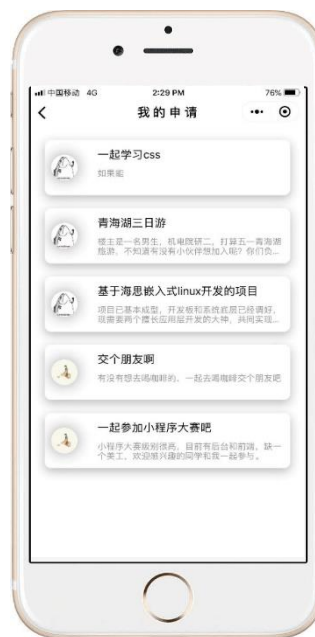 中国移动 4G 2:29 PM 76%
我的申请
一起学习css
如果能
青海湖三日游
楼主是一名男生，机电院研二，打算五一青海湖
旅游，不知道有没有小伙伴想加入呢？你们负...
基于海思嵌入式linux开发的项目
项目已基本成型，开发板和系统底层已经调好，
现需要两个擅长应用层开发的大神，共同实现...
交个朋友啊
有没有想去喝咖啡的，一起去喝咖啡交个朋友吧
一起参加小程序大赛吧
小程序大赛级别很高，目前有后台和前端，缺一
个美工，欢迎感兴趣的同学和我一起参与。